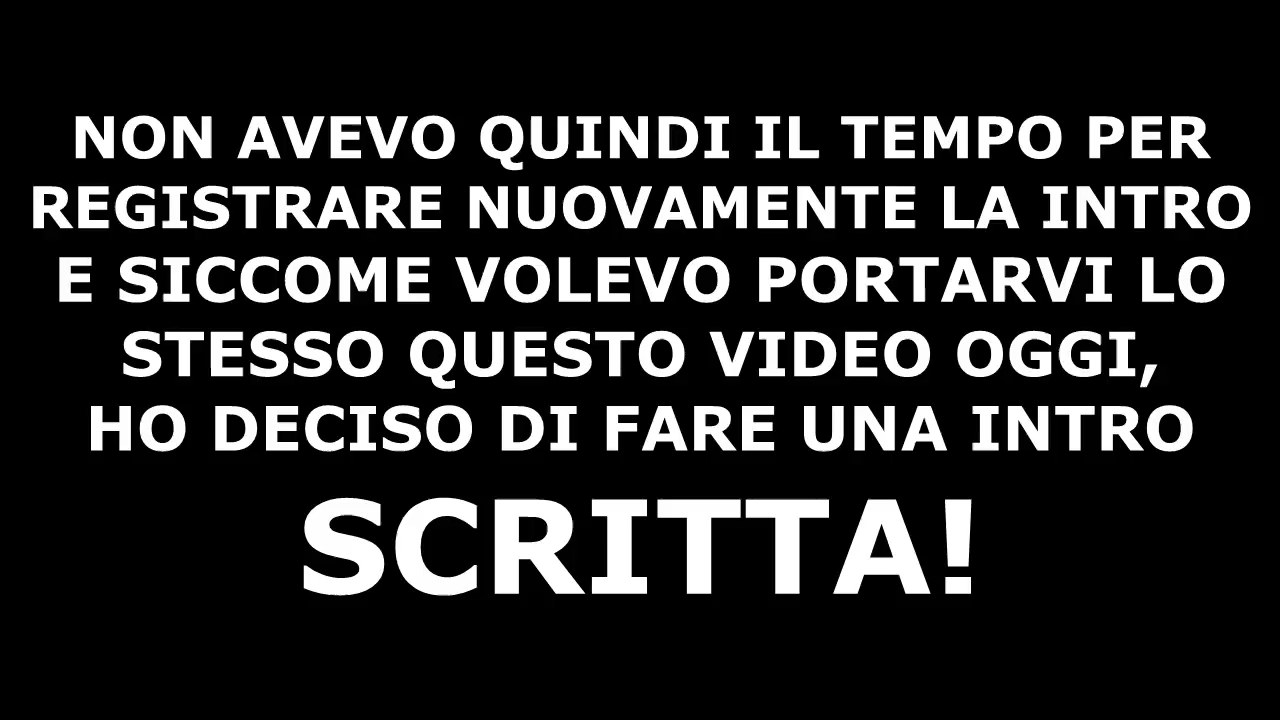 NON AVEVO QUINDI IL TEMPO PER
REGISTRARE NUOVAMENTE LA INTRO
E SICCOME VOLEVO PORTARVI LO
STESSO QUESTO VIDEO OGGI,
HO DECISO DI FARE UNA INTRO
SCRITTA!